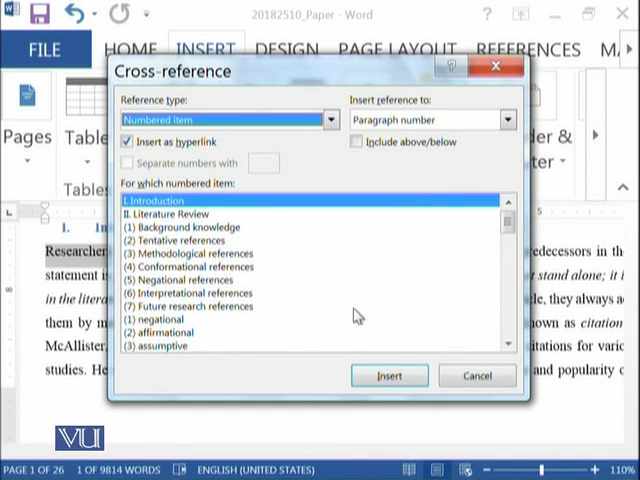 20182510_Paper - Word
FILE HOME INSERT DESIGN PAGE LAYOUT REFERENCES
Cross-reference
Reference type:
Insert reference to:
Numbered item
Paragraph number
Insert as hyperlink
Include above/below
Separate numbers with
For which numbered item:
I. Introduction
II. Literature Review
(1) Background knowledge
(2) Tentative references
(3) Methodological references
(4) Conformational references
(5) Negational references
(6) Interpretational references
(7) Future research references
(1) negational
(2) affirmational
(3) assumptive
Insert
Cancel
Pages
Tables
I.
5
Researcher
edecessors in th
statement is
t stand alone; it i
in the litera
le, they always a
them by m
nown as citation
McAllister,
itations for vario
studies. He
and popularity o
VU
PAGE 1 OF 26 1 OF 9814 WORDS ENGLISH (UNITED STATES) 110%